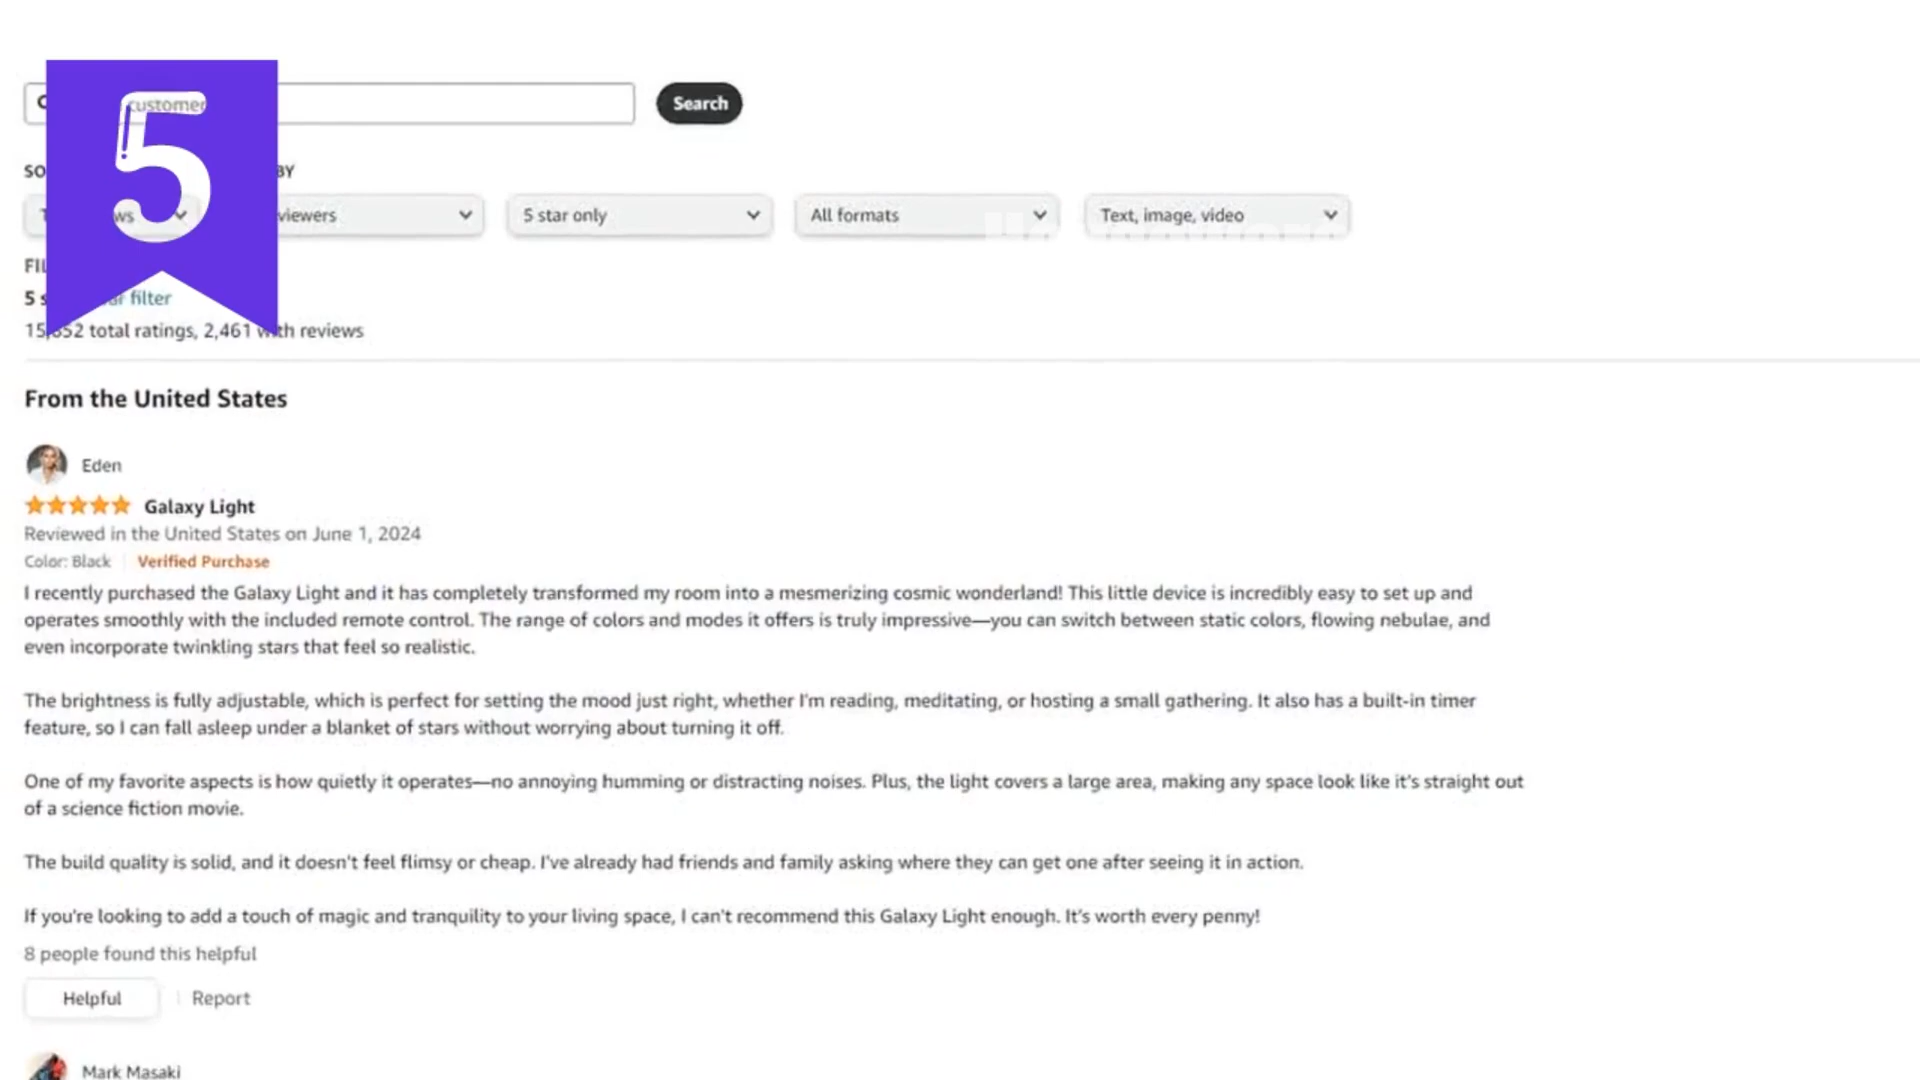 5
customer
Search
SO
BY
ws
viewers
5 star only
All formats
Text, image, video
FIL
5 s
filter
total ratings, 2,461 with reviews
From the United States
Eden
Galaxy Light
Reviewed in the United States on June 1, 2024
Color: Black
Verified Purchase
I recently purchased the Galaxy Light and it has completely transformed my room into a mesmerizing cosmic wonderland! This little device is incredibly easy to set up and
operates smoothly with the included remote control. The range of colors and modes it offers is truly impressive—you can switch between static colors, flowing nebulae, and
even incorporate twinkling stars that feel so realistic.
The brightness is fully adjustable, which is perfect for setting the mood just right, whether I'm reading, meditating, or hosting a small gathering. It also has a built-in timer
feature, so I can fall asleep under a blanket of stars without worrying about turning it off.
One of my favorite aspects is how quietly it operates—no annoying humming or distracting noises. Plus, the light covers a large area, making any space look like it's straight out
of a science fiction movie.
The build quality is solid, and it doesn't feel flimsy or cheap. I've already had friends and family asking where they can get one after seeing it in action.
If you're looking to add a touch of magic and tranquility to your living space, I can't recommend this Galaxy Light enough. It's worth every penny!
8 people found this helpful
Helpful
Report
Mark Masaki